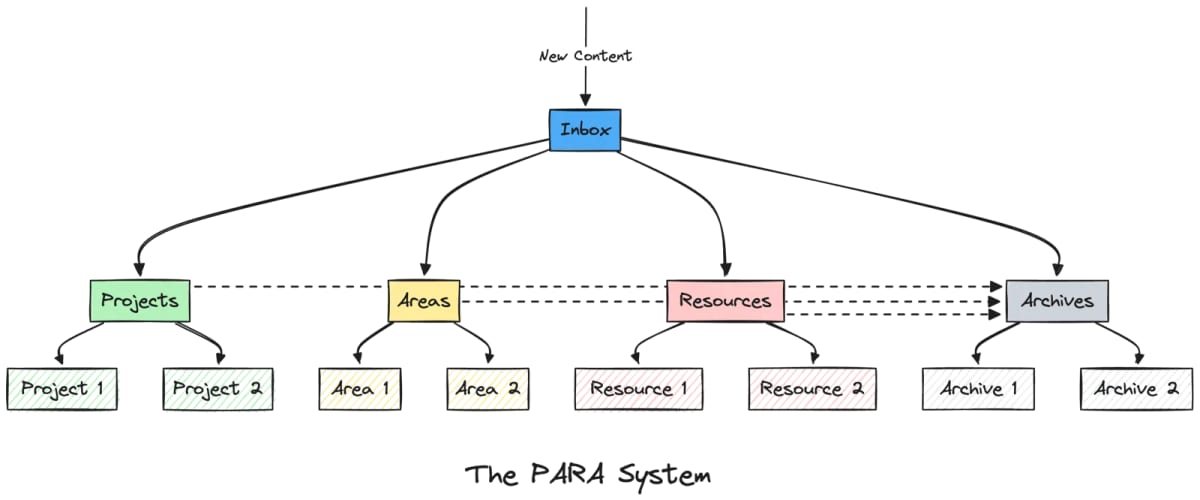 New Content
Inbox
Projects
Areas
Resources
Archives
Project 1
Project 2
Area 1
Area 2
Resource 1
Resource 2
Archive 1
Archive 2
The PARA System